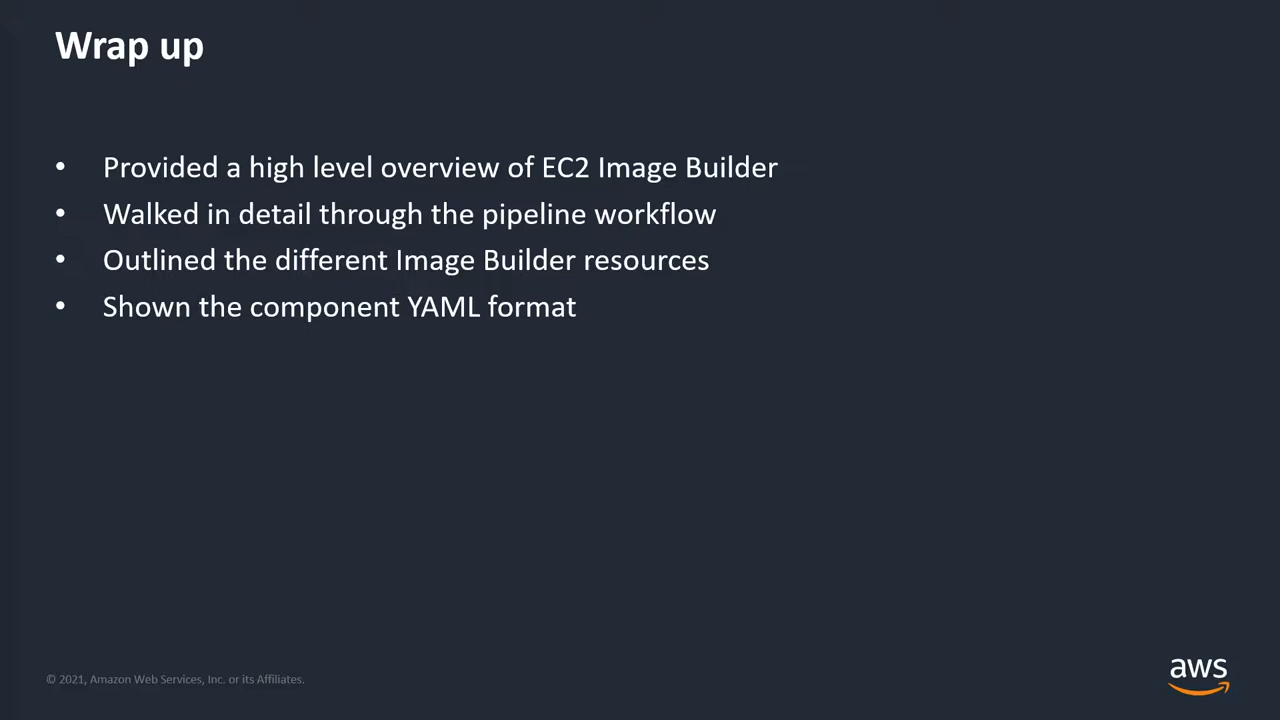 Wrap up
• Provided a high level overview of EC2 Image Builder
• Walked in detail through the pipeline workflow
• Outlined the different Image Builder resources
• Shown the component YAML format
© 2021, Amazon Web Services, Inc. or its Affiliates.
aws